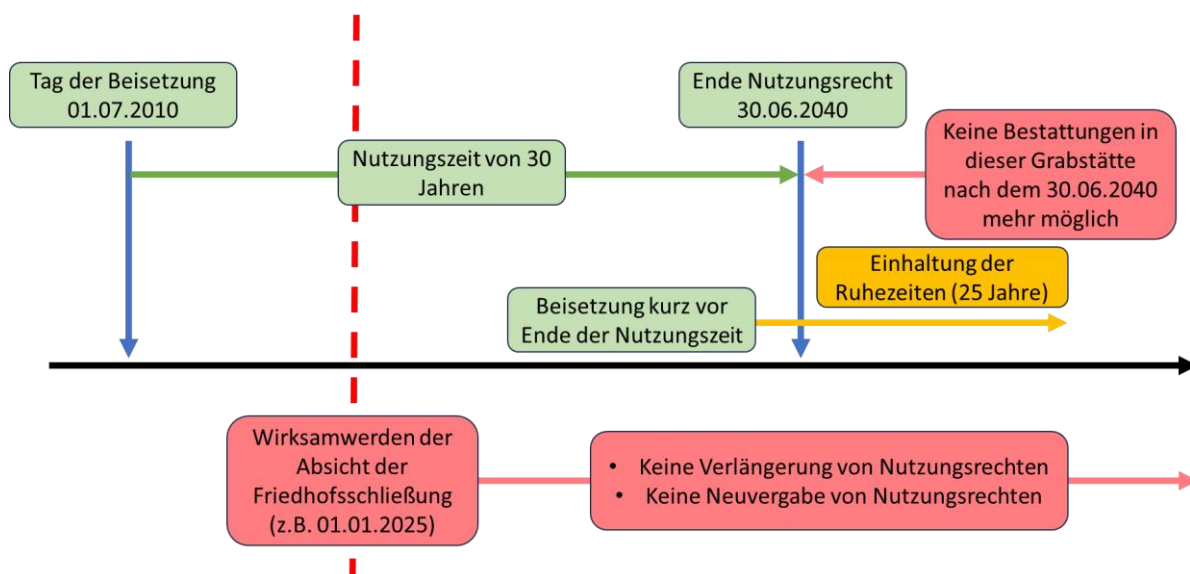 Tag der Beisetzung
01.07.2010
Ende Nutzungsrecht
30.06.2040
Keine Bestattungen in
dieser Grabstätte
nach dem 30.06.2040
mehr möglich
Nutzungszeit von 30
Jahren
Einhaltung der
Ruhezeiten (25 Jahre)
Beisetzung kurz vor
Ende der Nutzungszeit
Wirksamwerden der
Absicht der
Friedhofsschließung
(z.B. 01.01.2025)
• Keine Verlängerung von Nutzungsrechten
• Keine Neuvergabe von Nutzungsrechten